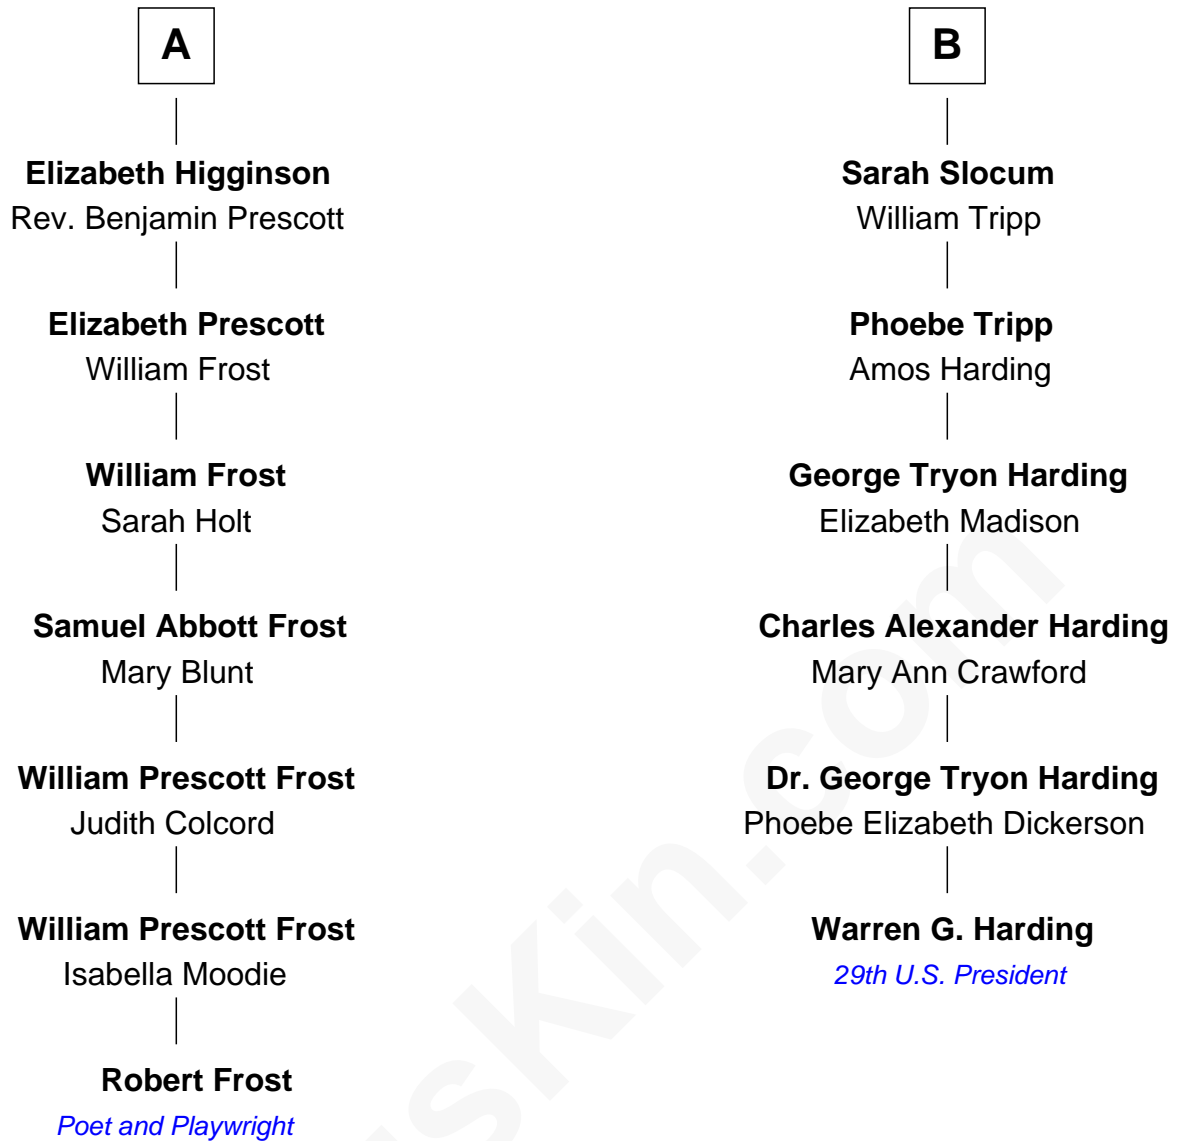 A
Elizabeth Higginson
Rev. Benjamin Prescott
Elizabeth Prescott
William Frost
William Frost
Sarah Holt
Samuel Abbott Frost
Mary Blunt
William Prescott Frost
Judith Colcord
William Prescott Frost
Isabella Moodie
Robert Frost
Poet and Playwright
B
Sarah Slocum
William Tripp
Phoebe Tripp
Amos Harding
George Tryon Harding
Elizabeth Madison
Charles Alexander Harding
Mary Ann Crawford
Dr. George Tryon Harding
Phoebe Elizabeth Dickerson
Warren G. Harding
29th U.S. President